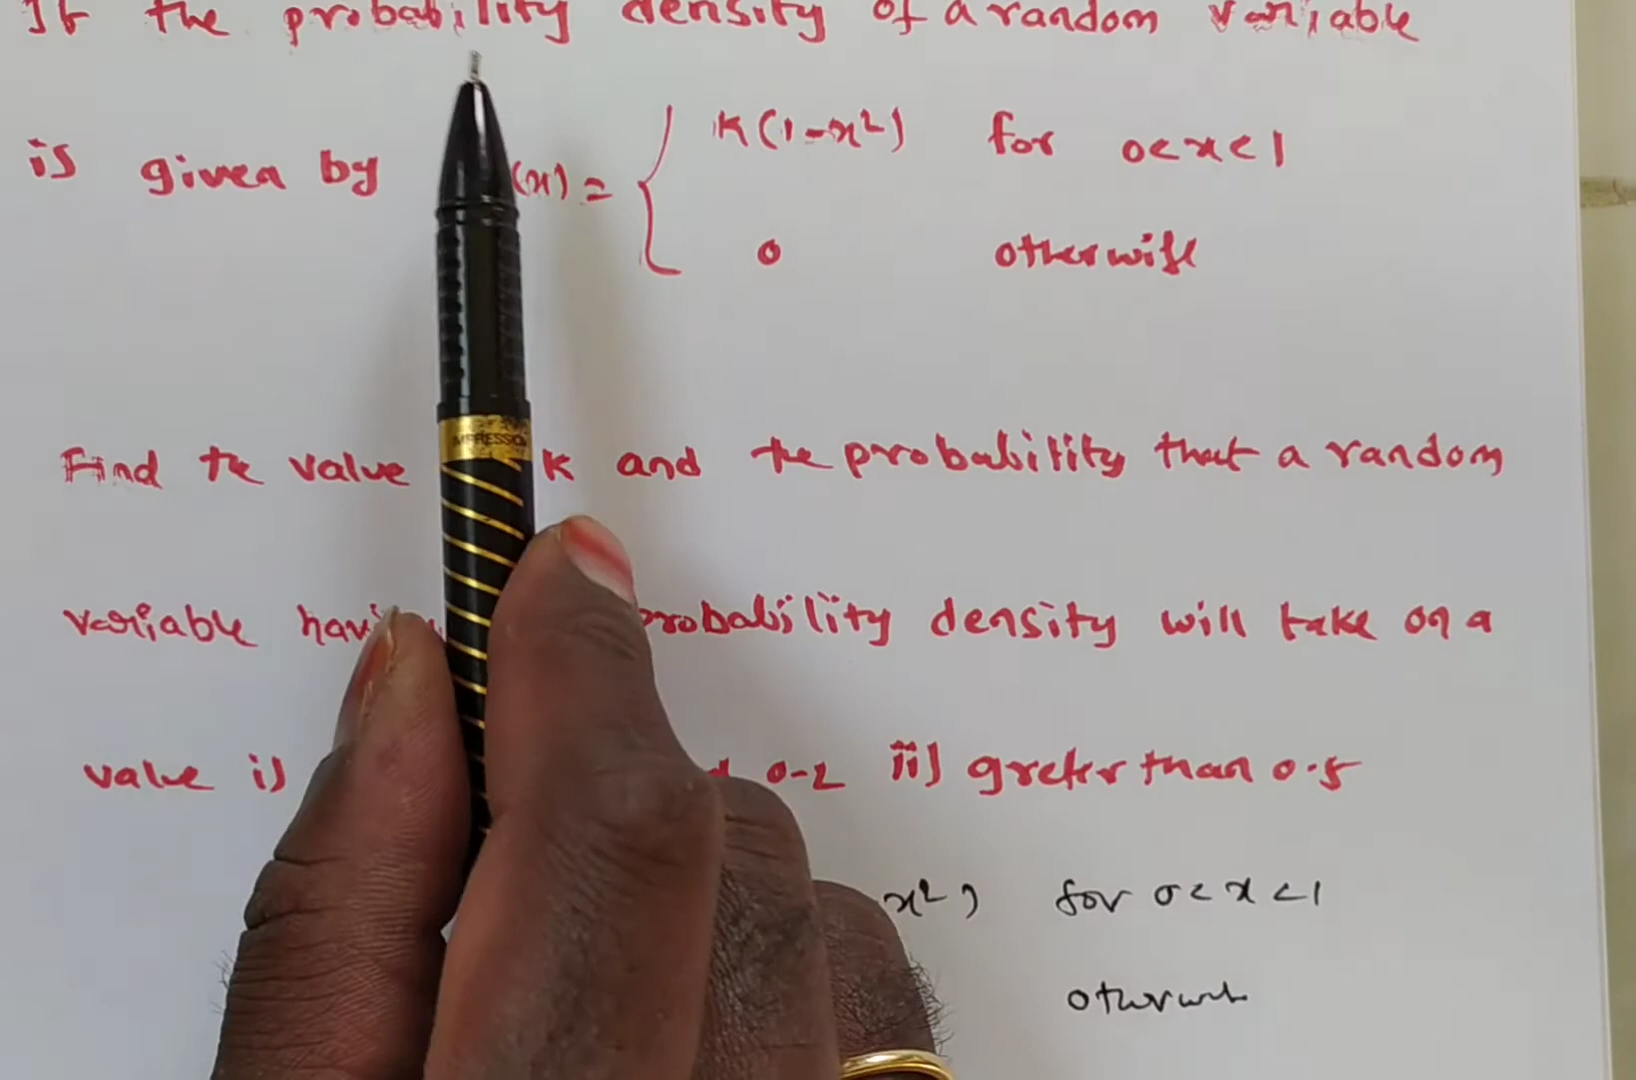 If the probability density of a random variable
is given by (x) = { k(1-x²) for 0<x<1
0 otherwise
IMPRESSION
Find the value k and the probability that a random
variable havi probability density will take on a
value is 0-2 ii) greter than 0.5
x²) for 0<x<1
otherwise